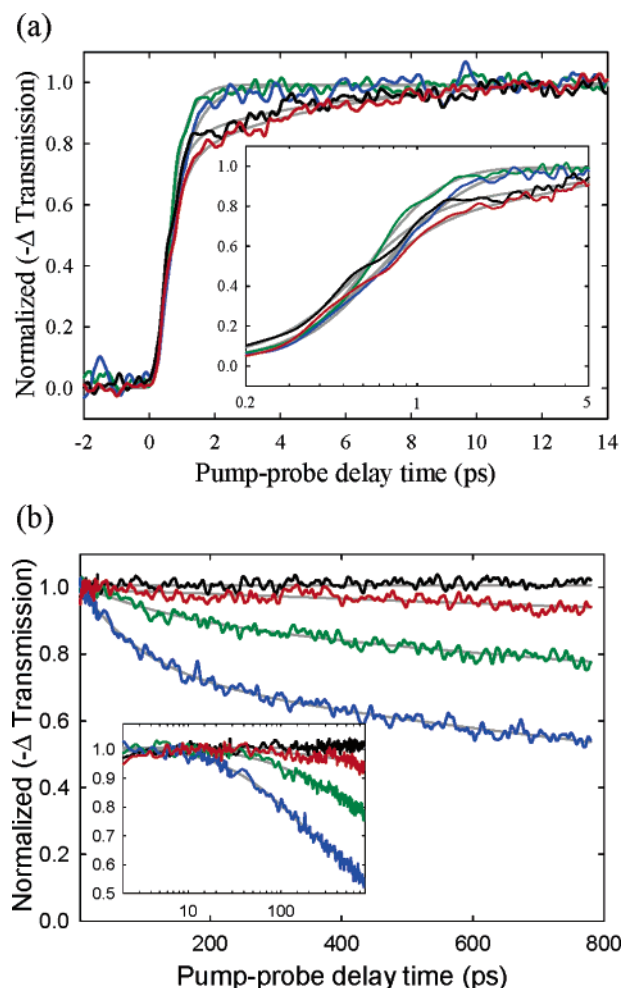 (a)
Normalized (-Δ Transmission)
1.0
0.8
0.6
0.4
0.2
0.0
1.0
0.8
0.6
0.4
0.2
0.0
0.2 1 5
-2 0 2 4 6 8 10 12 14
Pump-probe delay time (ps)
(b)
Normalized (-Δ Transmission)
1.0
0.8
0.6
0.4
0.2
0.0
1.0
0.9
0.8
0.7
0.6
0.5
10 100
200 400 600 800
Pump-probe delay time (ps)